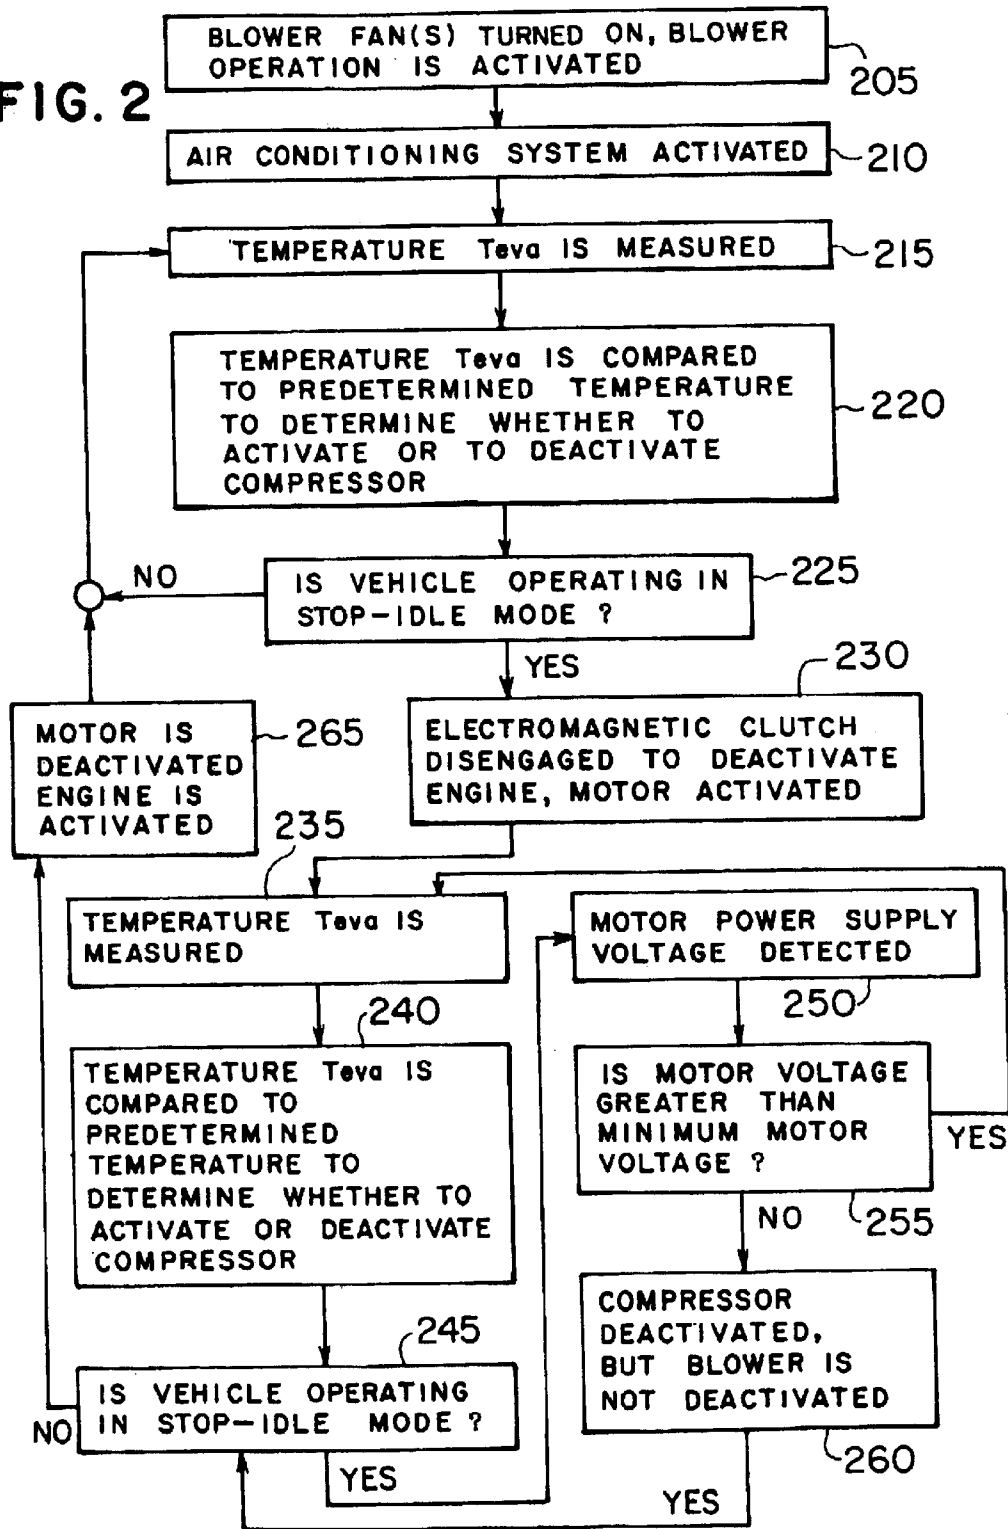 FIG. 2
BLOWER FAN(S) TURNED ON, BLOWER
OPERATION IS ACTIVATED
205
AIR CONDITIONING SYSTEM ACTIVATED
210
TEMPERATURE Teva IS MEASURED
215
TEMPERATURE Teva IS COMPARED
TO PREDETERMINED TEMPERATURE
TO DETERMINE WHETHER TO
ACTIVATE OR TO DEACTIVATE
COMPRESSOR
220
IS VEHICLE OPERATING IN
STOP-IDLE MODE ?
225
NO
YES
230
ELECTROMAGNETIC CLUTCH
DISENGAGED TO DEACTIVATE
ENGINE, MOTOR ACTIVATED
MOTOR IS
DEACTIVATED
ENGINE IS
ACTIVATED
265
235
TEMPERATURE Teva IS
MEASURED
240
TEMPERATURE Teva IS
COMPARED TO
PREDETERMINED
TEMPERATURE TO
DETERMINE WHETHER TO
ACTIVATE OR DEACTIVATE
COMPRESSOR
245
IS VEHICLE OPERATING
IN STOP-IDLE MODE ?
NO
YES
MOTOR POWER SUPPLY
VOLTAGE DETECTED
250
IS MOTOR VOLTAGE
GREATER THAN
MINIMUM MOTOR
VOLTAGE ?
YES
255
NO
COMPRESSOR
DEACTIVATED,
BUT BLOWER IS
NOT DEACTIVATED
260
YES